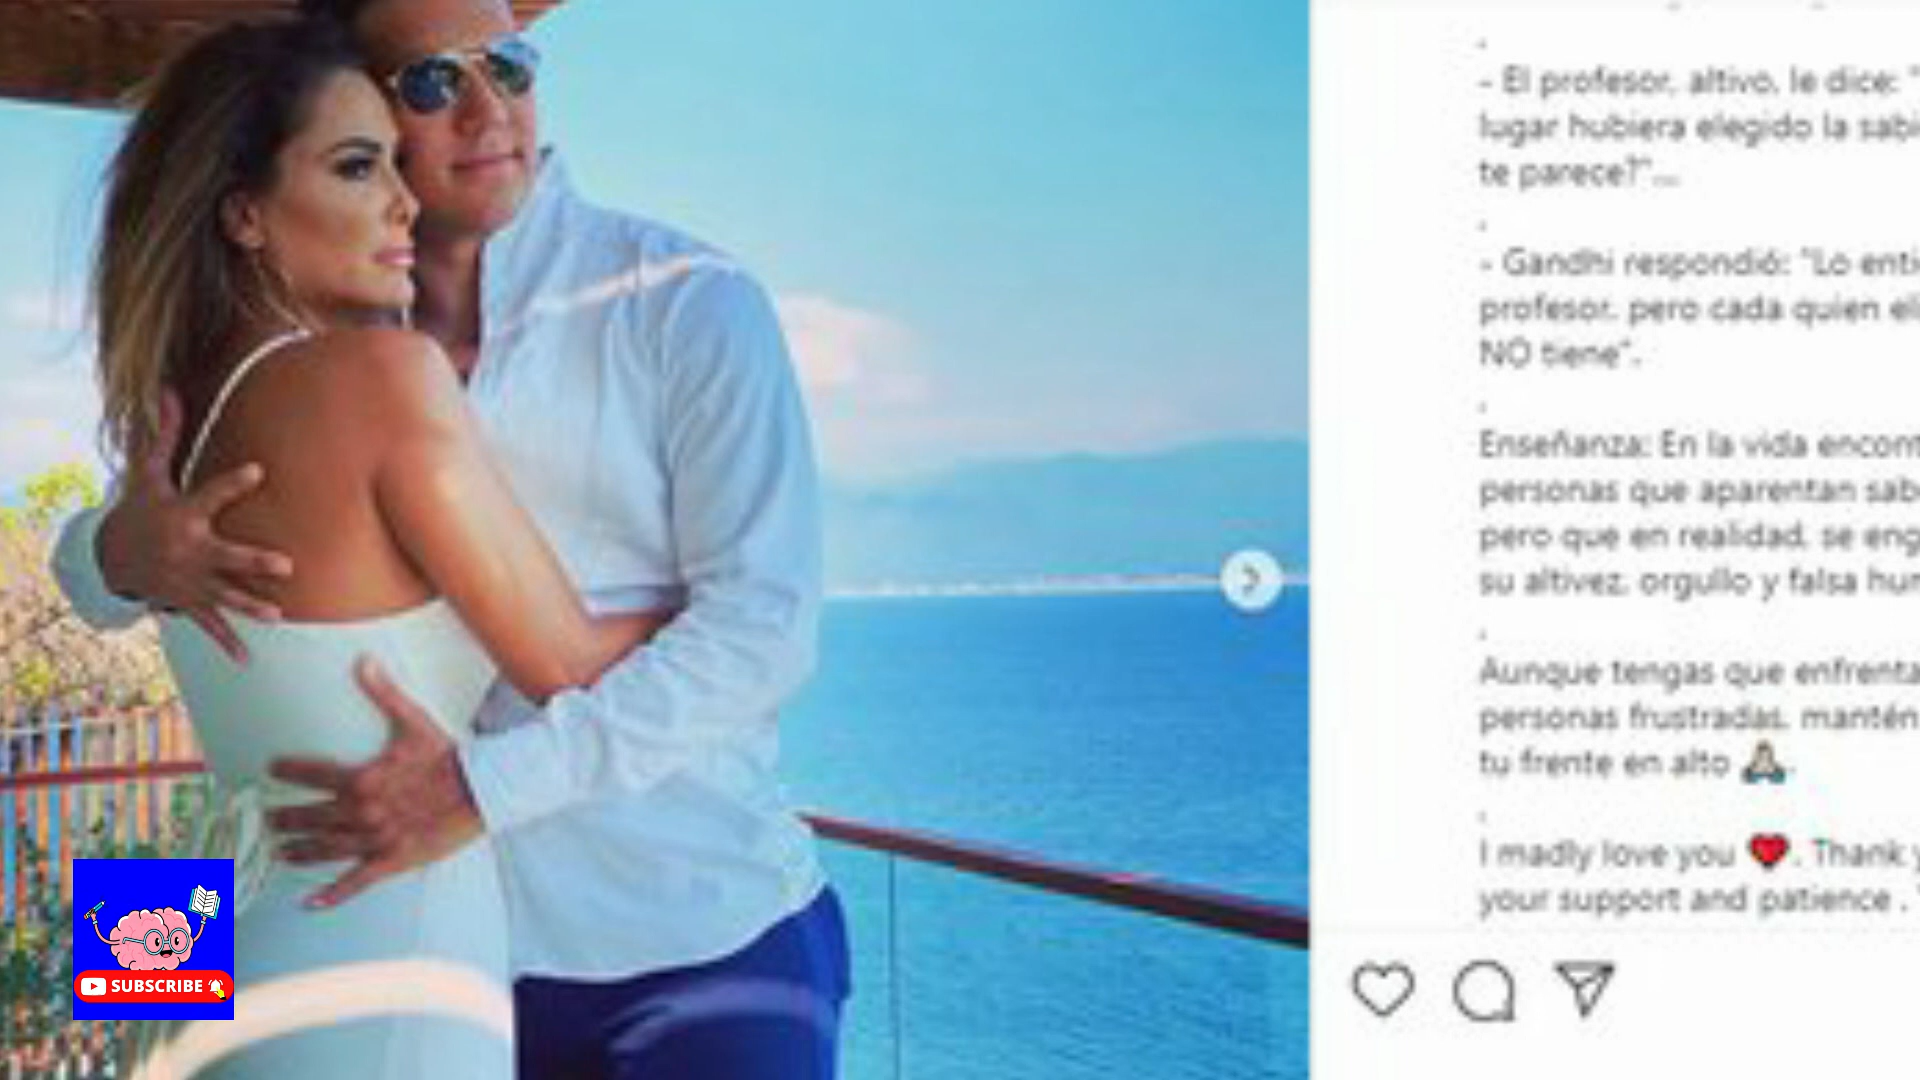 - El profesor, altivo, le dice: "
lugar hubiera elegido la sabi
te parece?"...
.
- Gandhi respondió: "Lo enti
profesor, pero cada quien eli
NO tiene".
.
Enseñanza: En la vida encont
personas que aparentan sab
pero que en realidad, se eng
su altivez, orgullo y falsa hum
.
Aunque tengas que enfrenta
personas frustradas, mantén
tu frente en alto 🙏.
.
I madly love you ❤️. Thank y
your support and patience .
SUBSCRIBE